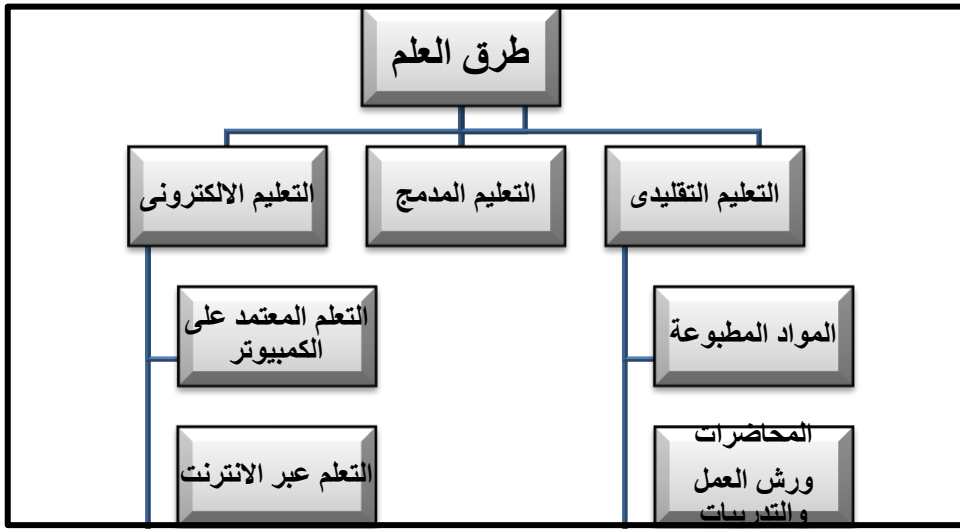 طرق العلم
التعليم التقليدى
التعليم المدمج
التعليم الالكترونى
المواد المطبوعة
التعلم المعتمد على
الكمبيوتر
المحاضرات
ورش العمل
والتدريبات
التعلم عبر الانترنت